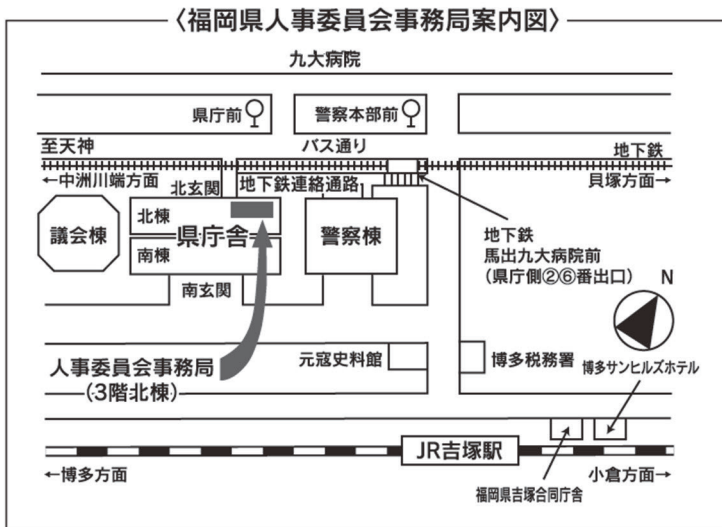 〈福岡県人事委員会事務局案内図〉
九大病院
県庁前
警察本部前
至天神
バス通り
地下鉄
←中洲川端方面
北玄関
地下鉄連絡通路
貝塚方面→
議会棟
北棟
県庁舎
南棟
警察棟
地下鉄
馬出九大病院前
(県庁側②⑥番出口)
南玄関
N
人事委員会事務局
(3階北棟)
元寇史料館
博多税務署
博多サンヒルズホテル
JR吉塚駅
←博多方面
小倉方面→
福岡県吉塚合同庁舎